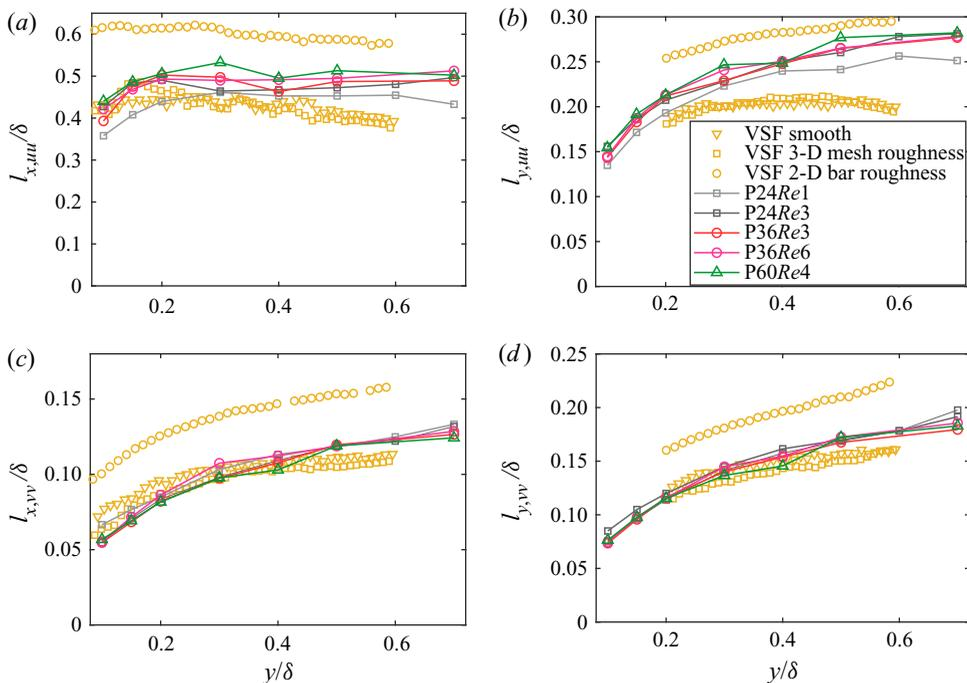 (a)
0.6
0.5
0.4
0.3
0.4
0.1
0
l_{x,uu}/δ
0.2
0.4
0.6
(b)
0.30
0.25
0.20
0.15
0.10
0.05
0
l_{y,uu}/δ
0.2
0.4
0.6
VSF smooth
VSF 3-D mesh roughness
VSF 2-D bar roughness
P24Re1
P24Re3
P36Re3
P36Re6
P60Re4
(c)
0.15
0.10
0.05
0
l_{x,vv}/δ
0.2
0.4
0.6
y/δ
(d)
0.25
0.20
0.15
0.10
0.05
0
l_{y,vv}/δ
0.2
0.4
0.6
y/δ